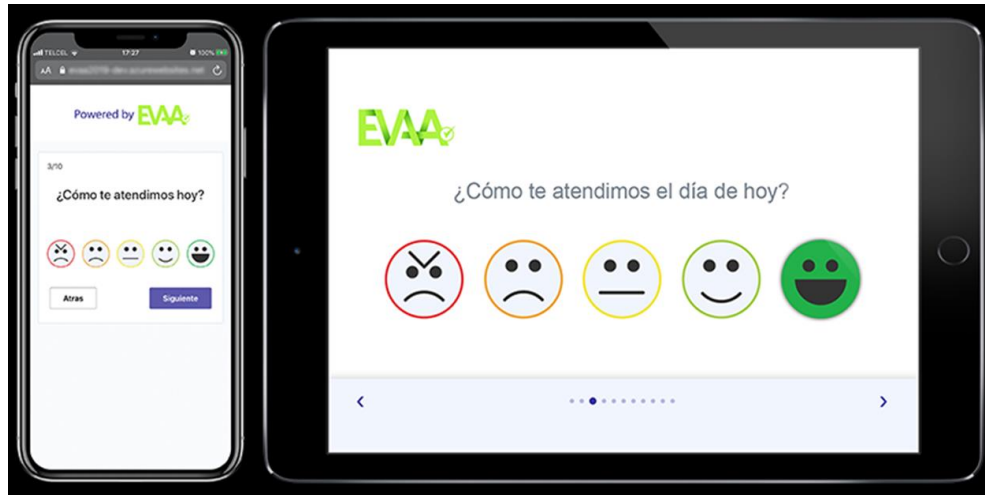 TELCEL 17:27 100%
AA
Powered by EVAA
3/10
¿Cómo te atendimos hoy?
Atras
Siguiente
EVAA
¿Cómo te atendimos el día de hoy?